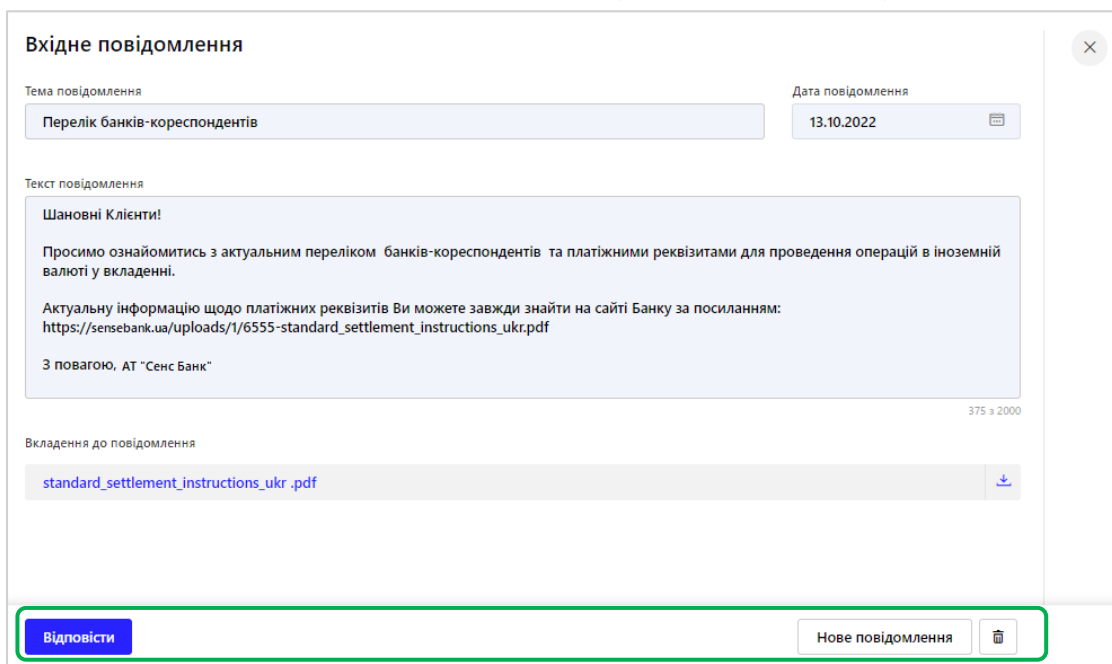 Вхідне повідомлення
Тема повідомлення
Дата повідомлення
Перелік банків-кореспондентів
13.10.2022
Текст повідомлення
Шановні Клієнти!
Просимо ознайомитись з актуальним переліком банків-кореспондентів та платіжними реквізитами для проведення операцій в іноземній
валюті у вкладенні.
Актуальну інформацію щодо платіжних реквізитів Ви можете завжди знайти на сайті Банку за посиланням:
https://sensebank.ua/uploads/1/6555-standard_settlement_instructions_ukr.pdf
З повагою, АТ "Сенс Банк"
375 з 2000
Вкладення до повідомлення
standard_settlement_instructions_ukr .pdf
Відповісти
Нове повідомлення